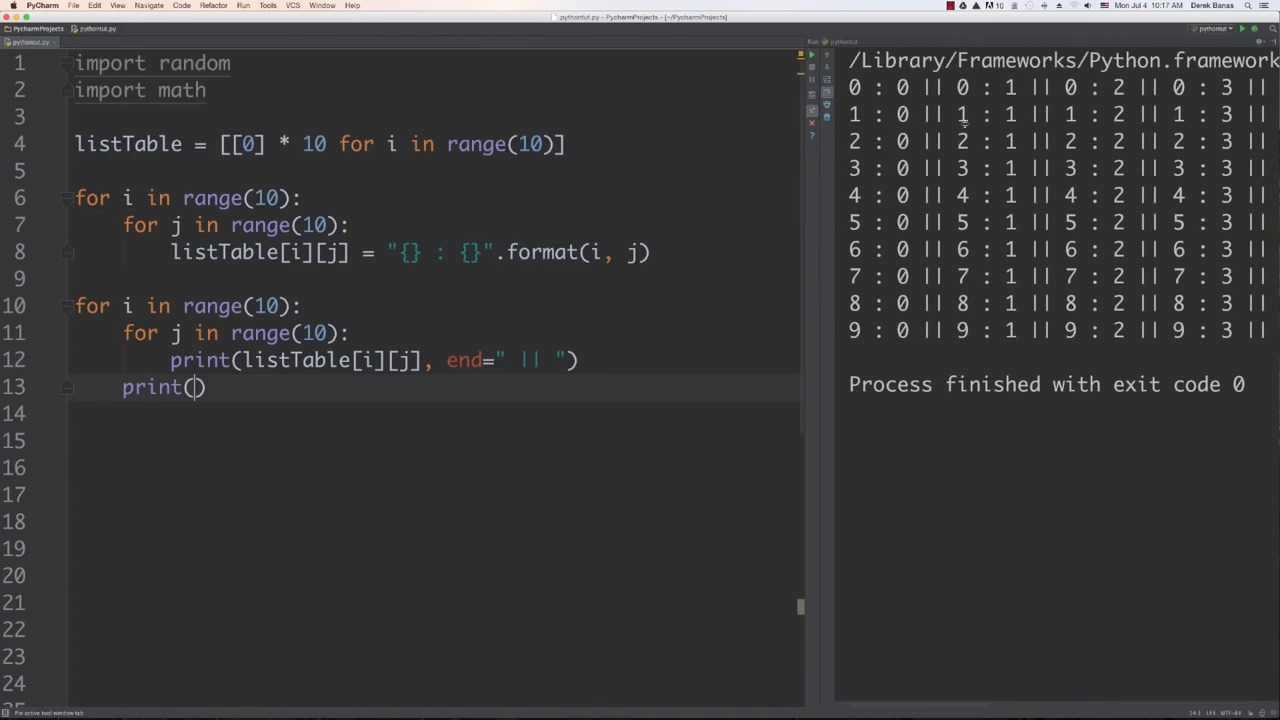 PyCharm File Edit View Navigate Code Refactor Run Tools VCS Window Help
10 Mon Jul 4 10:17 AM Derek Banas
pythontut.py - PycharmProjects - [~/PycharmProjects]
PycharmProjects pythontut.py
pythontut
pythontut.py
Run pythontut
1 import random
2 import math
3
4 listTable = [[0] * 10 for i in range(10)]
5
6 for i in range(10):
7 for j in range(10):
8 listTable[i][j] = "{} : {}".format(i, j)
9
10 for i in range(10):
11 for j in range(10):
12 print(listTable[i][j], end=" || ")
13 print()
14
15
16
17
18
19
20
21
22
23
24
/Library/Frameworks/Python.framework
0 : 0 || 0 : 1 || 0 : 2 || 0 : 3 ||
1 : 0 || 1 : 1 || 1 : 2 || 1 : 3 ||
2 : 0 || 2 : 1 || 2 : 2 || 2 : 3 ||
3 : 0 || 3 : 1 || 3 : 2 || 3 : 3 ||
4 : 0 || 4 : 1 || 4 : 2 || 4 : 3 ||
5 : 0 || 5 : 1 || 5 : 2 || 5 : 3 ||
6 : 0 || 6 : 1 || 6 : 2 || 6 : 3 ||
7 : 0 || 7 : 1 || 7 : 2 || 7 : 3 ||
8 : 0 || 8 : 1 || 8 : 2 || 8 : 3 ||
9 : 0 || 9 : 1 || 9 : 2 || 9 : 3 ||
Process finished with exit code 0
14:1 LF÷ UTF-8÷